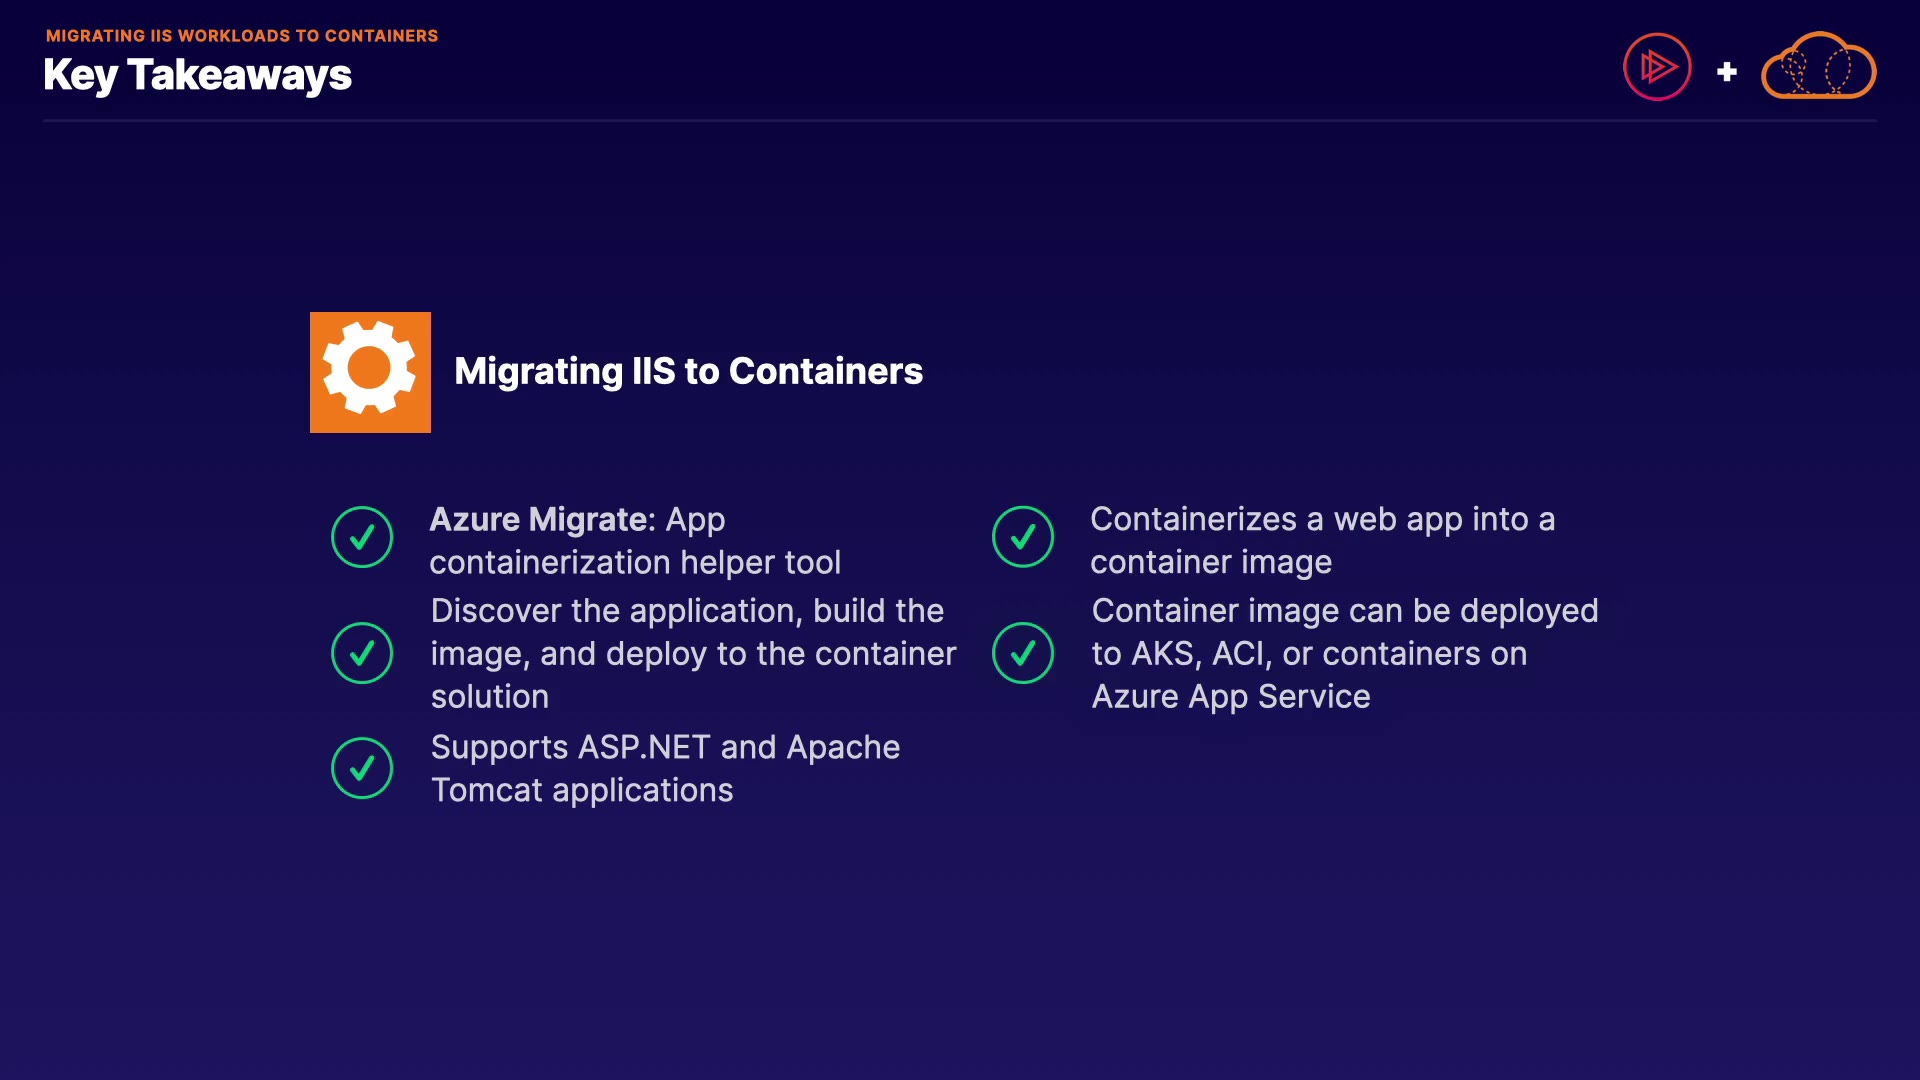 MIGRATING IIS WORKLOADS TO CONTAINERS
Key Takeaways
Migrating IIS to Containers
Azure Migrate: App
containerization helper tool
Discover the application, build the
image, and deploy to the container
solution
Supports ASP.NET and Apache
Tomcat applications
Containerizes a web app into a
container image
Container image can be deployed
to AKS, ACI, or containers on
Azure App Service